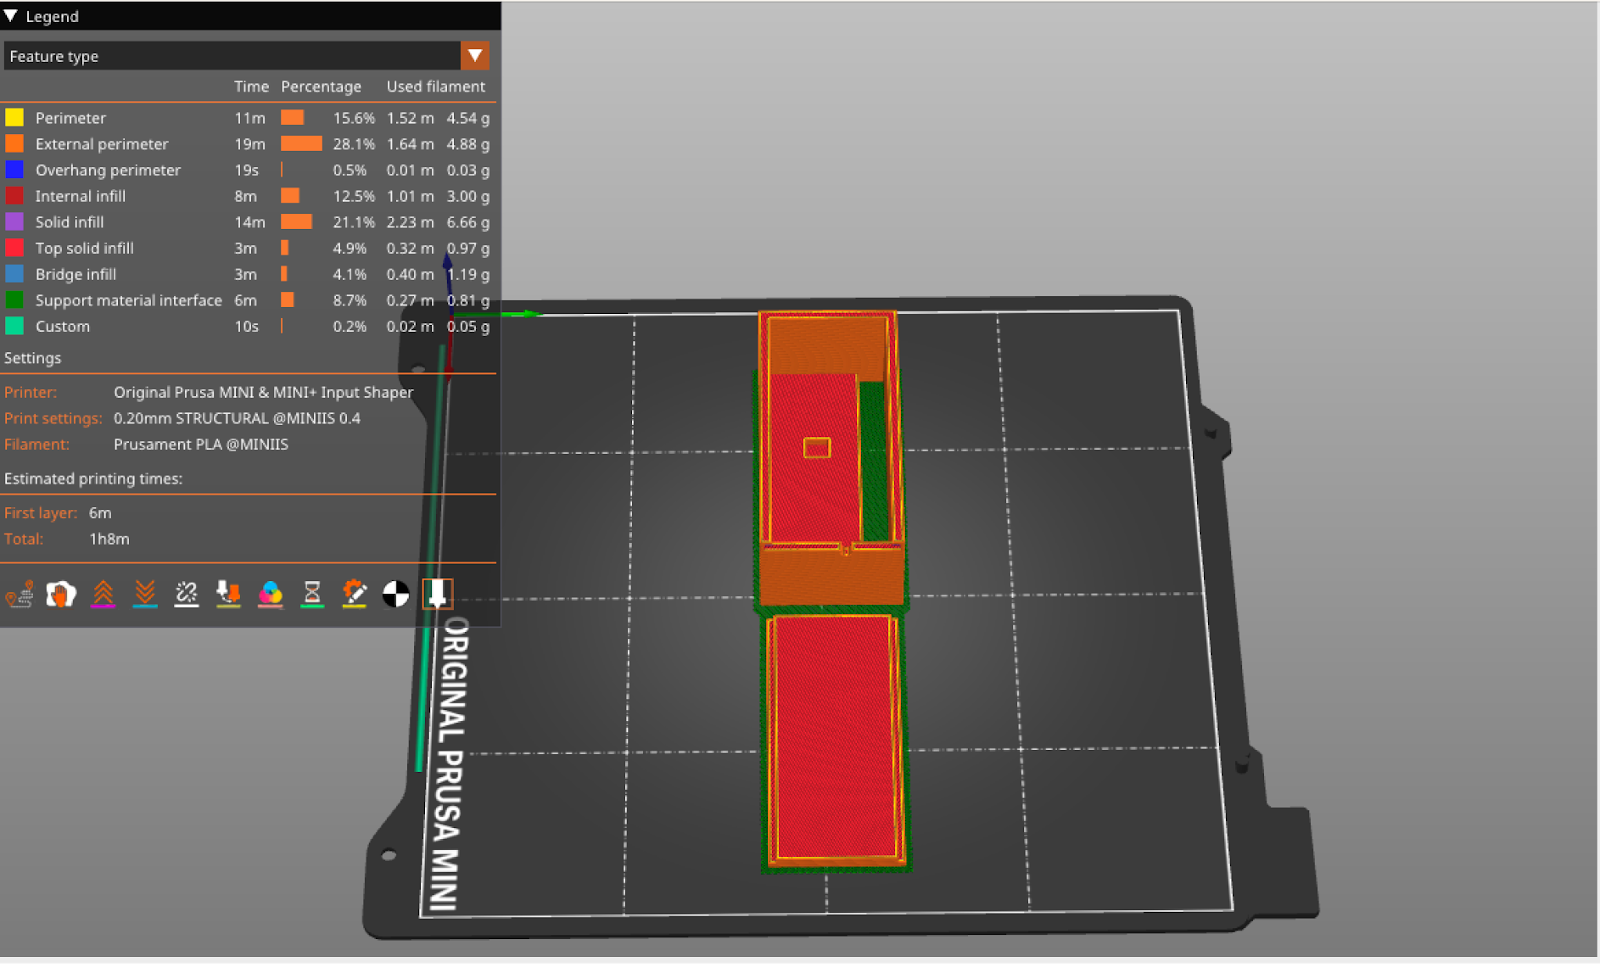 Legend
Feature type
Time Percentage Used filament
Perimeter 11m 15.6% 1.52 m 4.54 g
External perimeter 19m 28.1% 1.64 m 4.88 g
Overhang perimeter 19s 0.5% 0.01 m 0.03 g
Internal infill 8m 12.5% 1.01 m 3.00 g
Solid infill 14m 21.1% 2.23 m 6.66 g
Top solid infill 3m 4.9% 0.32 m 0.97 g
Bridge infill 3m 4.1% 0.40 m 1.19 g
Support material interface 6m 8.7% 0.27 m 0.81 g
Custom 10s 0.2% 0.02 m 0.05 g
Settings
Printer: Original Prusa MINI & MINI+ Input Shaper
Print settings: 0.20mm STRUCTURAL @MINIIS 0.4
Filament: Prusament PLA @MINIIS
Estimated printing times:
First layer: 6m
Total: 1h8m
ORIGINAL PRUSA MINI